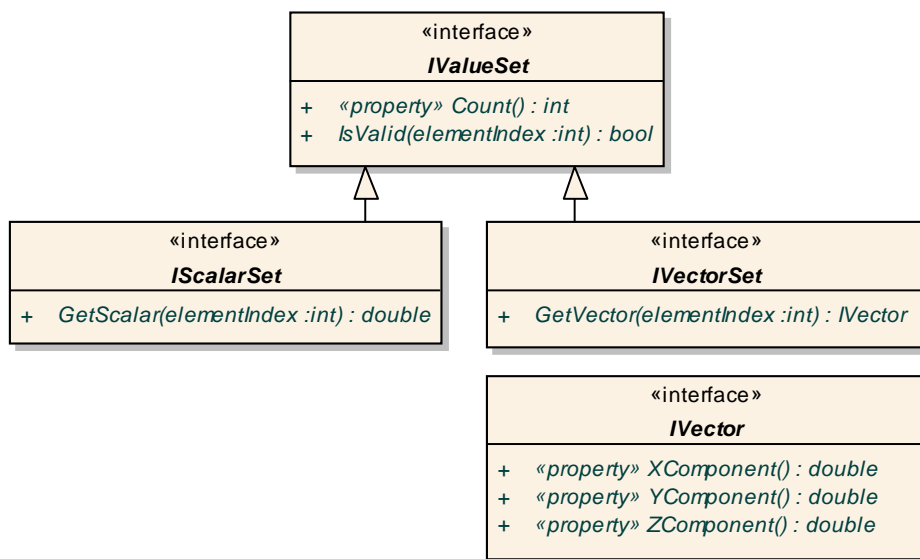 «interface»
IValueSet
+ «property» Count() : int
+ IsValid(elementIndex :int) : bool
«interface»
IScalarSet
+ GetScalar(elementIndex :int) : double
«interface»
IVectorSet
+ GetVector(elementIndex :int) : IVector
«interface»
IVector
+ «property» XComponent() : double
+ «property» YComponent() : double
+ «property» ZComponent() : double